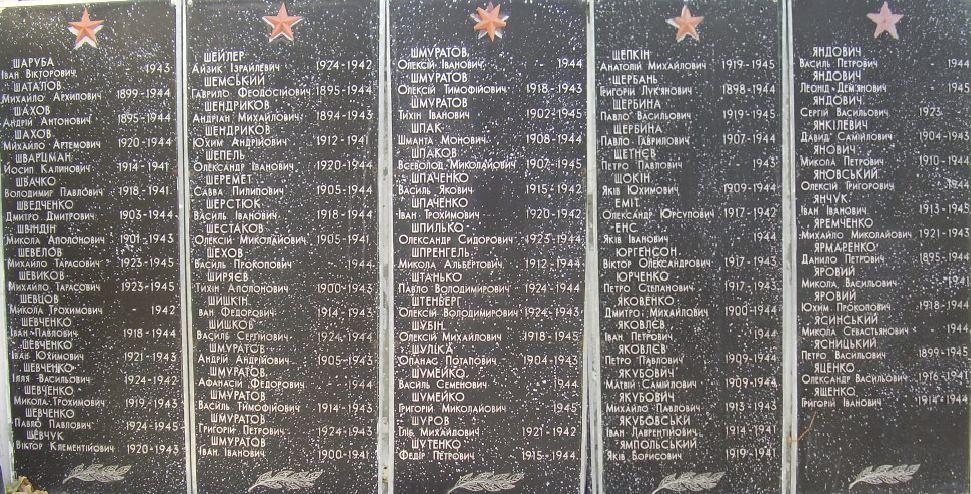 ШАРУБА
Іван Вікторович 1943
ШАТАЛОВ
Михайло Архипович 1899-1944
ШАХОВ
Андрій Антонович 1895-1944
ШАХОВ
Михайло Артемович 1920-1944
ШВАРЦМАН
Йосип Калинович 1914-1941
ШВАЧКО
Володимир Павлович 1918-1941
ШВЕДЧЕНКО
Дмитро Дмитрович 1903-1944
ШВІНДІН
Микола Аполонович 1901-1943
ШЕВЕЛОВ
Михайло Тарасович 1923-1945
ШЕВИКОВ
Михайло Тарасович 1923-1945
ШЕВЦОВ
Микола Трохимович - 1942
ШЕВЧЕНКО
Іван Павлович 1918-1944
ШЕВЧЕНКО
Іван Юхимович 1921-1943
ШЕВЧЕНКО
Ілля Васильович 1924-1942
ШЕВЧЕНКО
Микола Трохимович 1919-1943
ШЕВЧЕНКО
Павло Павлович 1924-1945
ШЕВЧУК
Віктор Клементійович 1920-1943
ШЕЙЛЕР
Айзик Ізраїлевич 1924-1942
ШЕМСЬКИЙ
Гаврило Феодосійович 1895-1944
ШЕНДРИКОВ
Андріан Михайлович 1894-1943
ШЕНДРИКОВ
Юхим Андрійович 1912-1941
ШЕПЕЛЬ
Олександр Іванович 1920-1944
ШЕРЕМЕТ
Савва Пилипович 1905-1944
ШЕРСТЮК
Василь Іванович 1918-1944
ШЕСТАКОВ
Олексій Миколайович 1905-1941
ШЕХОВ
Василь Прокопович 1944
ШИРЯЄВ
Тихін Аполонович 1900-1943
ШИШКІН
Іван Федорович 1914-1943
ШИШКОВ
Василь Сергійович 1924-1944
ШМУРАТОВ
Андрій Андрійович 1905-1943
ШМУРАТОВ
Афанасій Федорович - 1944
ШМУРАТОВ
Василь Тимофійович 1914-1943
ШМУРАТОВ
Григорій Петрович 1924-1943
ШМУРАТОВ
Іван Іванович 1900-1941
ШМУРАТОВ
Олексій Іванович - 1944
ШМУРАТОВ
Олексій Тимофійович 1918-1943
ШМУРАТОВ
Тихін Іванович 1902-1945
ШПАК
Шманта Монович 1908-1944
ШПАКОВ
Всеволод Миколайович 1907-1945
ШПАЧЕНКО
Василь Якович 1915-1942
ШПАЧЕНКО
Іван Трохимович 1920-1942
ШПИЛЬКО
Олександр Сидорович 1923-1944
ШПРЕНГЕЛЬ
Микола Альбертович 1912-1944
ШТАНЬКО
Павло Володимирович 1924-1944
ШТЕНЬБЕРГ
Олексій Володимирович 1924-1943
ШУБІН
Олексій Михайлович 1918-1945
ШУЛІКА
Опанас Потапович 1904-1943
ШУМЕЙКО
Василь Семенович 1944
ШУМЕЙКО
Григорій Миколайович 1945
ШУРОВ
Гліб Михайлович 1921-1942
ШУТЕНКО
Федір Петрович 1915-1944
ЩЕПКІН
Анатолій Михайлович 1919-1945
ЩЕРБАНЬ
Григорій Лук'янович 1898-1944
ЩЕРБИНА
Павло Васильович 1919-1945
ЩЕРБИНА
Павло Гаврилович 1907-1944
ЩЕТНЄВ
Петро Павлович - 1943
ЩОКІН
Яків Юхимович 1909-1944
ЕМІТ
Олександр Юрсупович 1917-1942
ЕНС
Яків Іванович 1944
ЮРГЕНСОН
Віктор Олександрович 1917-1943
ЮРЧЕНКО
Петро Степанович 1917-1943
ЯКОВЕНКО
Дмитро Михайлович 1900-1944
ЯКОВЛЄВ
Іван Петрович 1944
ЯКОВЛЄВ
Петро Павлович 1909-1944
ЯКУБОВИЧ
Матвій Самійлович 1909-1944
ЯКУБОВИЧ
Михайло Павлович 1913-1943
ЯКУБОВСЬКИ
Іван Лаврентійович 1914-1941
ЯМПОЛЬСЬКИЙ
Яків Борисович 1919-1941
ЯНДОВИЧ
Василь Петрович 1944
ЯНДОВИЧ
Леонід Дем'янович 1945
ЯНДОВИЧ
Сергій Васильович 1923
ЯНКІЛЕВИЧ
Давид Самійлович 1904-1943
ЯНОВИЧ
Микола Петрович 1910-1944
ЯНОВСЬКИЙ
Олексій Григорович 1944
ЯНЧУК
Іван Іванович 1913-1945
ЯРЕМЧЕНКО
Михайло Миколайович 1921-1943
ЯРМАРЕНКО
Данило Петрович 1895-1944
ЯРОВИЙ
Микола Васильович 1941
ЯРОВИЙ
Юхим Прокопович 1918-1944
ЯСИНСЬКИЙ
Микола Севастьянович 1944
ЯСНИЦЬКИЙ
Петро Васильович 1899-1945
ЯЦЕНКО
Олександр Васильович 1916-1941
ЯЩЕНКО
Григорій Іванович 1914-1944